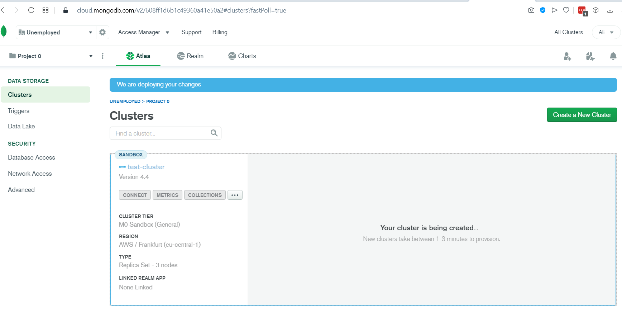 cloud.mongodb.com/v2/
#clusters?fastPoll=true
Unemployed
Access Manager
Support
Billing
All Clusters
All
Project 0
Atlas
Realm
Charts
DATA STORAGE
Clusters
Triggers
Data Lake
SECURITY
Database Access
Network Access
Advanced
We are deploying your changes
UNEMPLOYED > PROJECT 0
Clusters
Create a New Cluster
Find a cluster...
SANDBOX
test-cluster
Version 4.4
CONNECT
METRICS
COLLECTIONS
...
CLUSTER TIER
M0 Sandbox (General)
REGION
AWS / Frankfurt (eu-central-1)
TYPE
Replica Set - 3 nodes
LINKED REALM APP
None Linked
Your cluster is being created.
New clusters take between 1-3 minutes to provision.